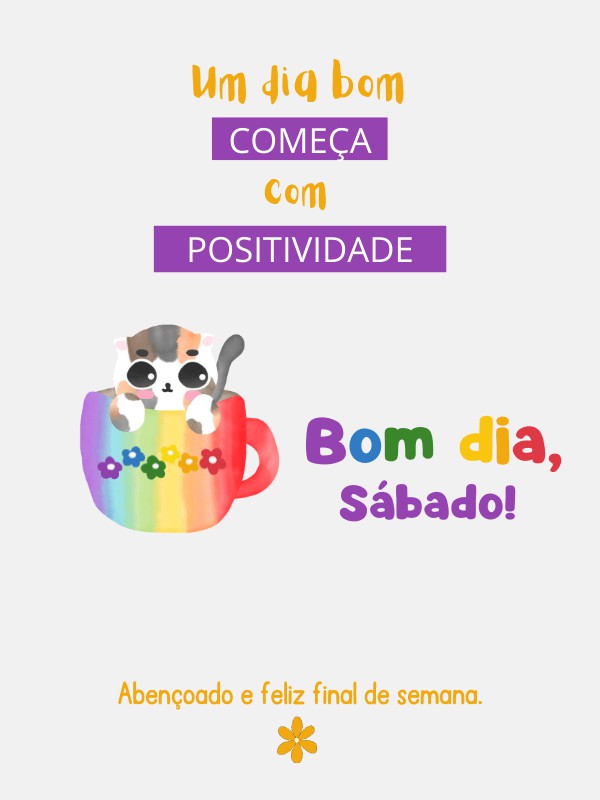 Um dia bom
COMEÇA
com
POSITIVIDADE
Bom dia,
Sábado!
Abençoado e feliz final de semana.